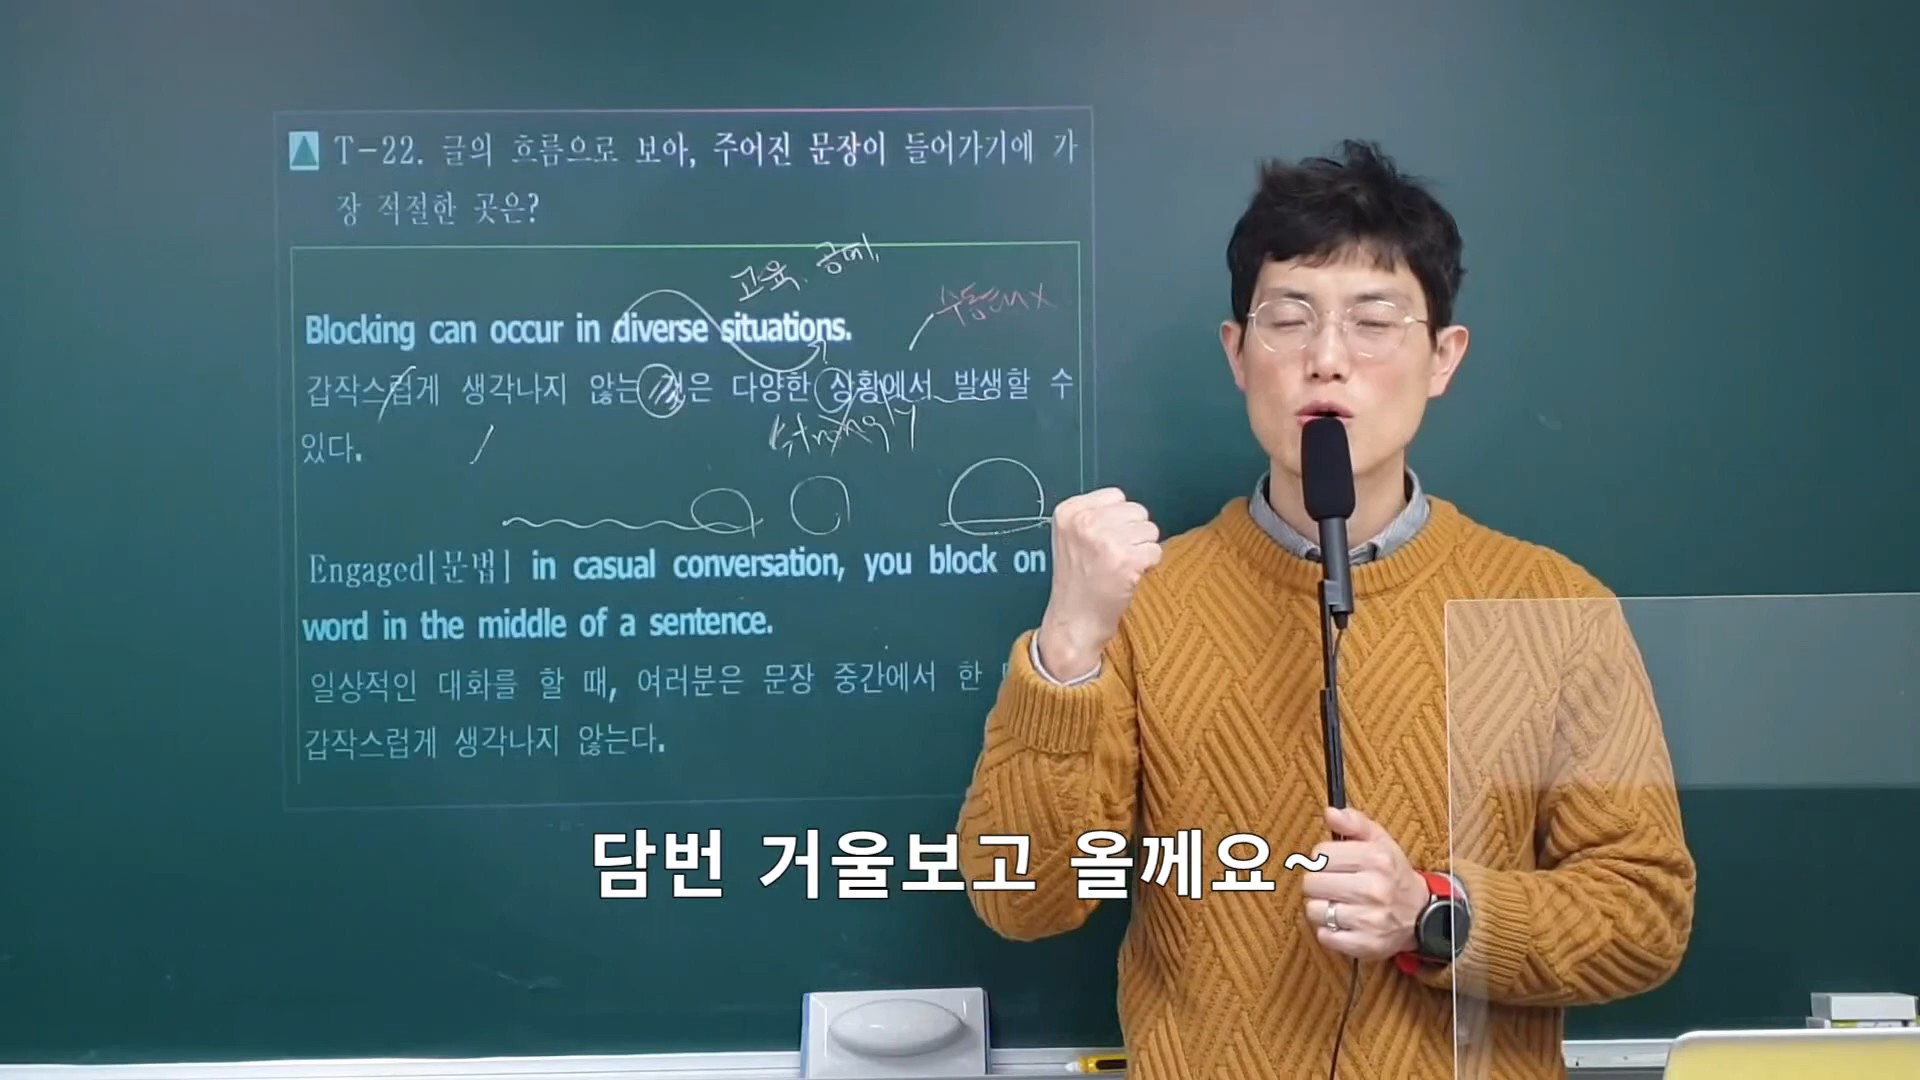 T-22. 글의 흐름으로 보아, 주어진 문장이 들어가기에 가
장 적절한 곳은?
고육. 공메.
Blocking can occur in diverse situations.
갑작스럽게 생각나지 않는 것은 다양한 상황에서 발생할 수
strongly
있다.
Engaged[문법] in casual conversation, you block on
word in the middle of a sentence.
일상적인 대화를 할 때, 여러분은 문장 중간에서 한
갑작스럽게 생각나지 않는다.
담번 거울보고 올께요~